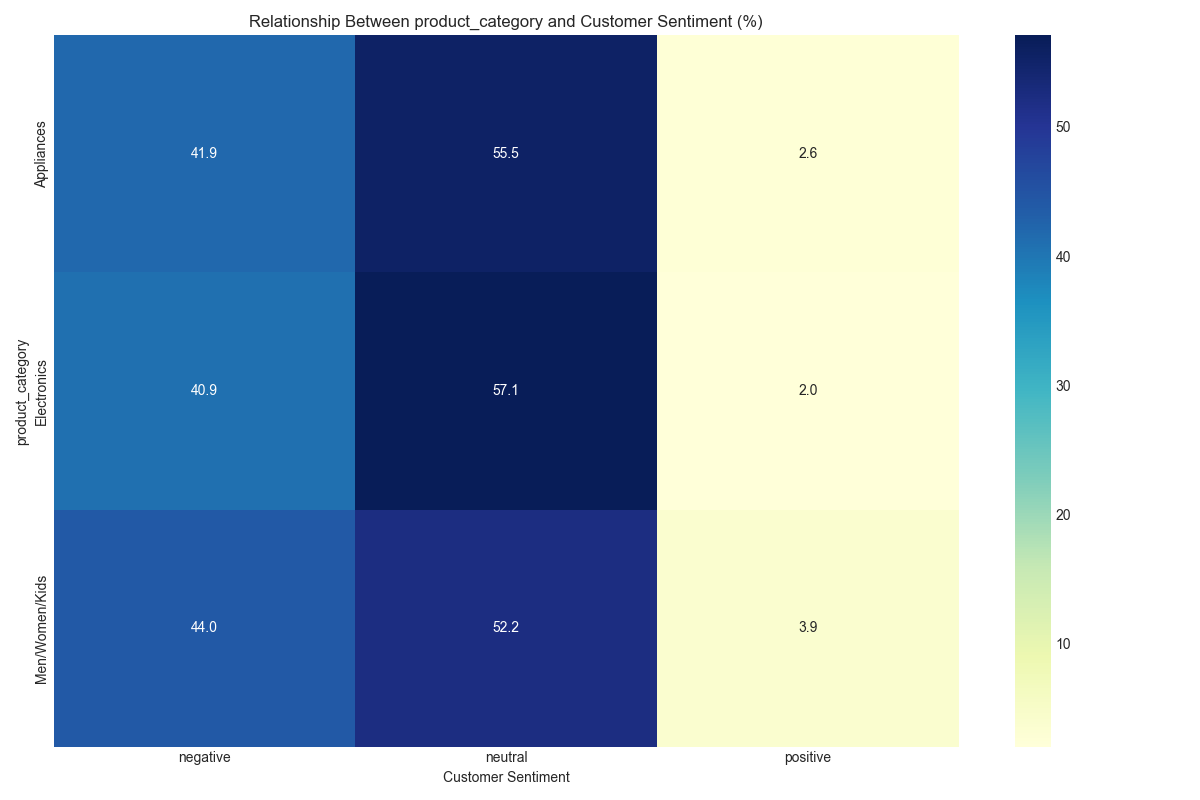 Relationship Between product_category and Customer Sentiment (%)
product_category
Appliances
41.9 55.5 2.6
Electronics
40.9 57.1 2.0
Men/Women/Kids
44.0 52.2 3.9
negative neutral positive
Customer Sentiment
50
40
30
20
10